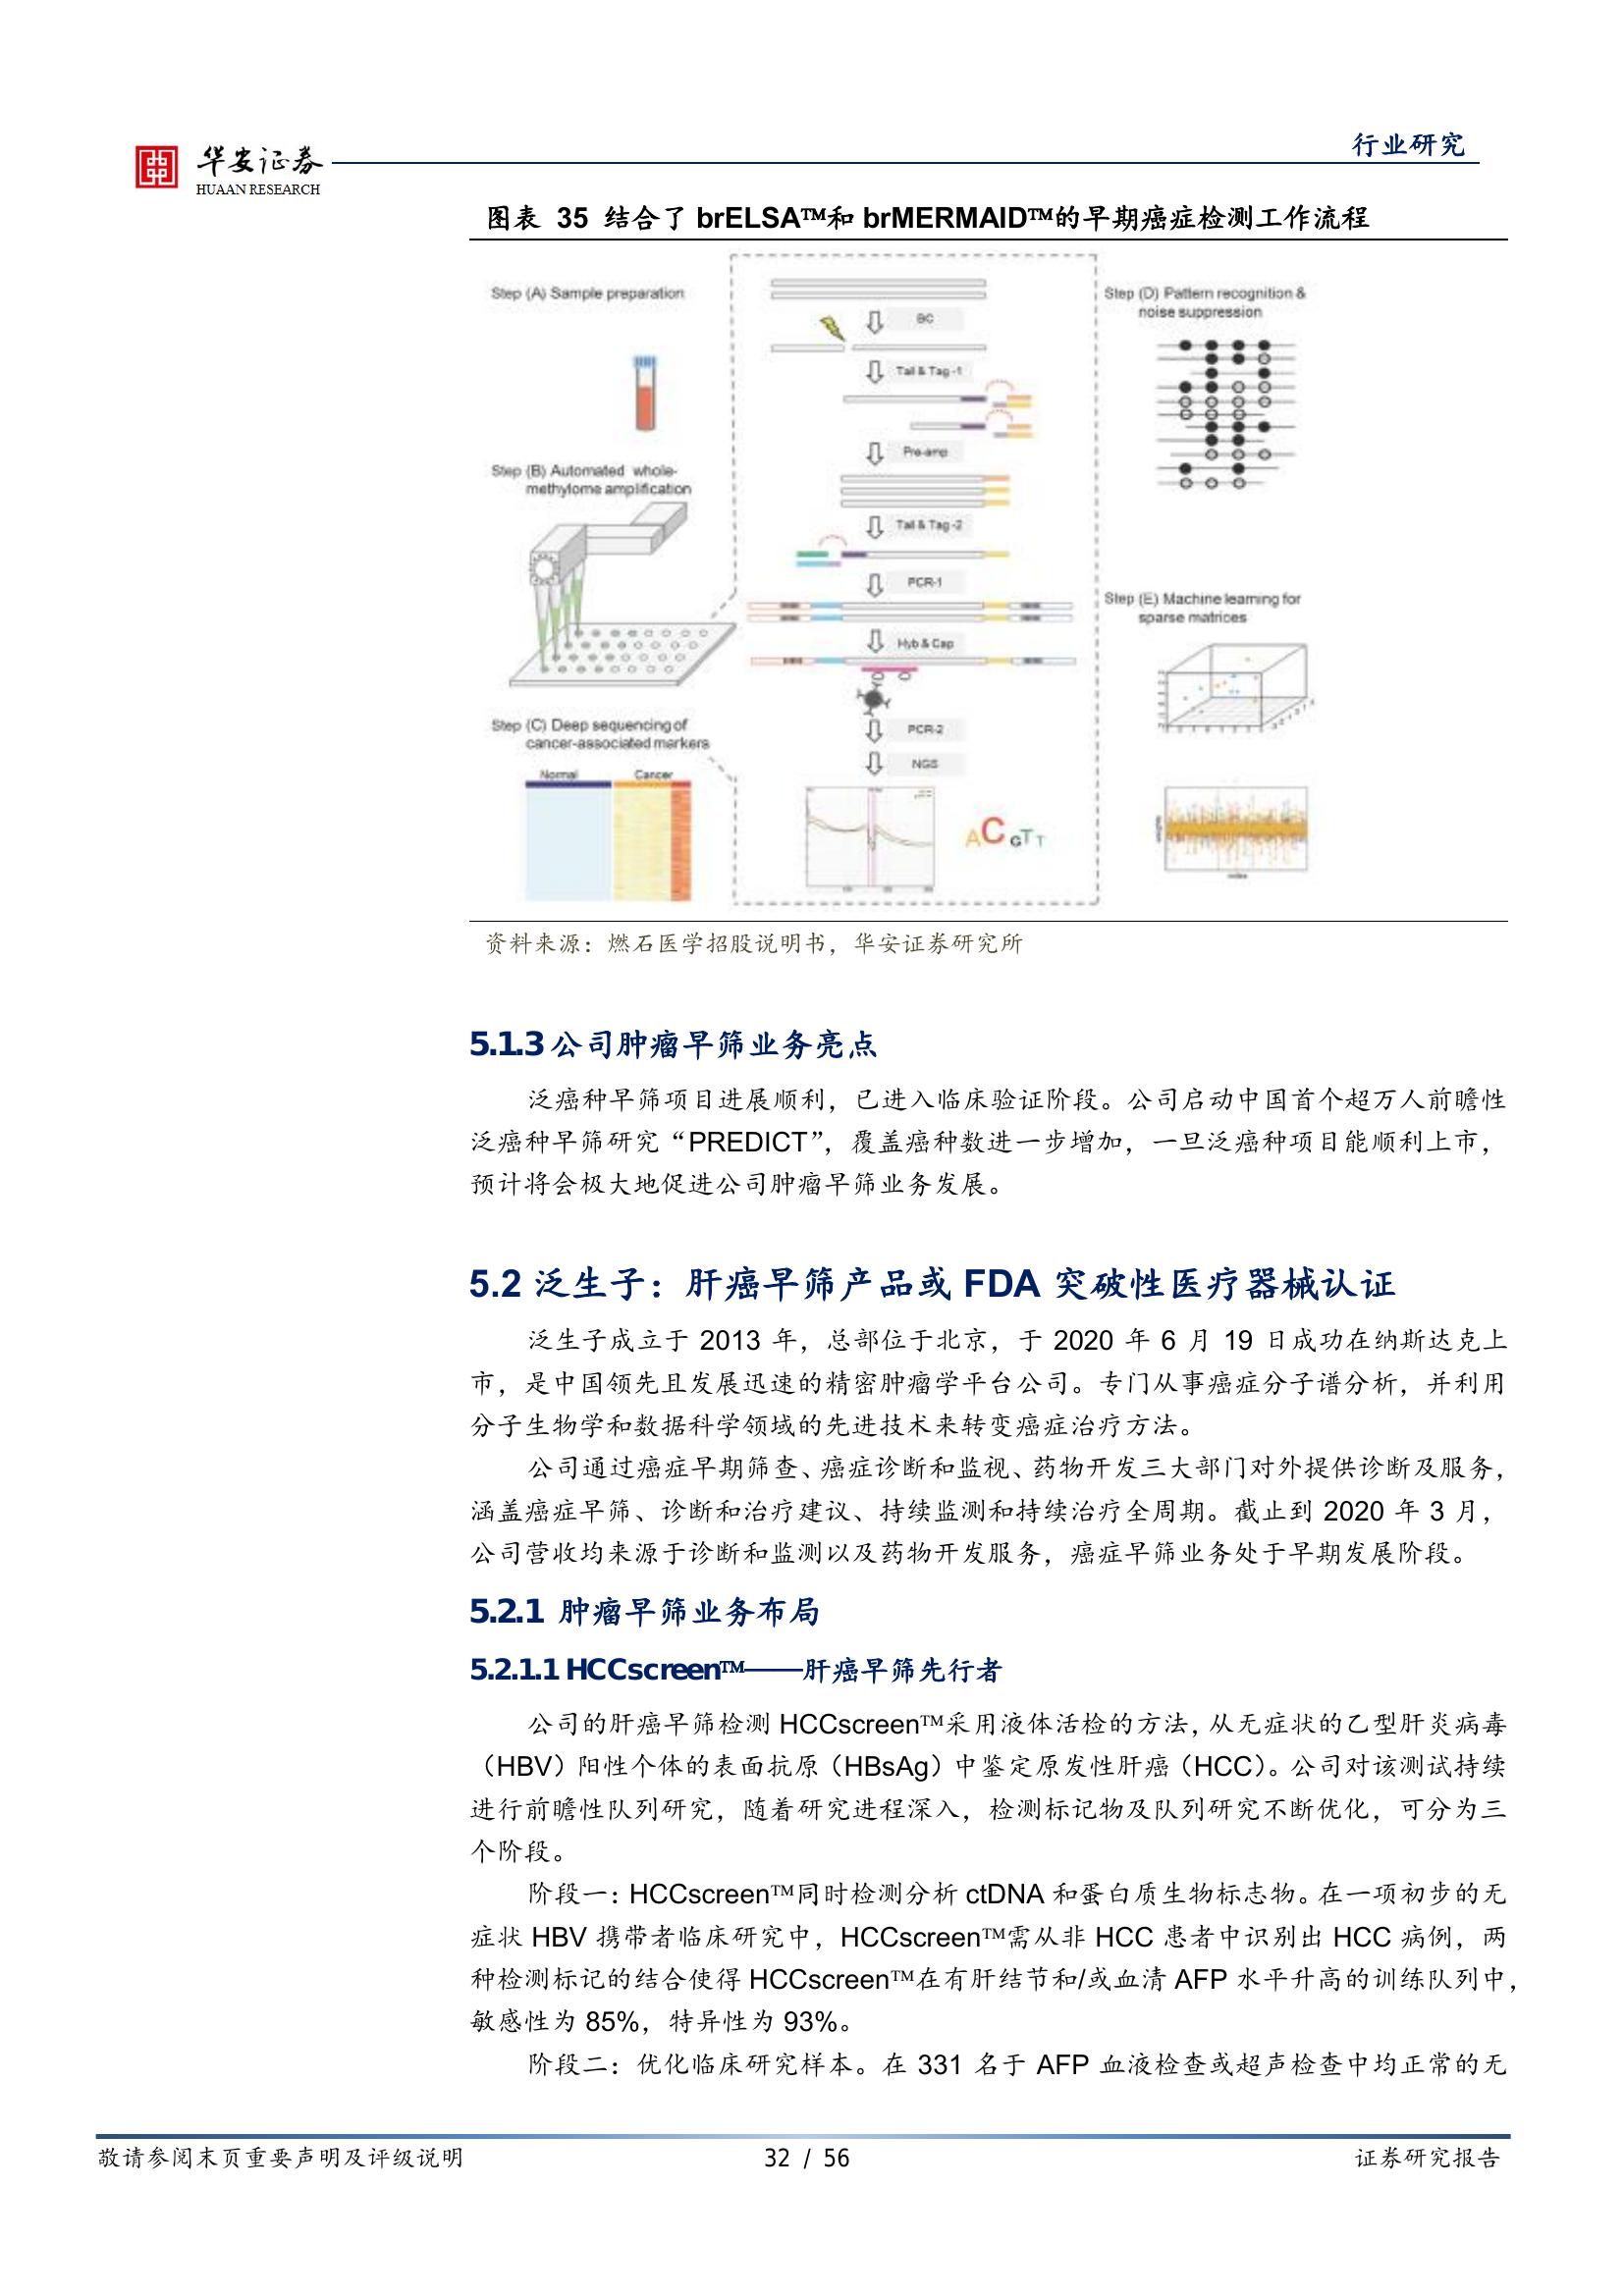 华安证券
HUAAN RESEARCH
行业研究
图表 35 结合了 brELSA™和 brMERMAID™的早期癌症检测工作流程
Step (A) Sample preparation
Step (B) Automated whole-
methylome amplification
Step (C) Deep sequencing of
cancer-associated markers
Normal Cancer
BC
Tail & Tag -1
Pre-amp
Tail & Tag -2
PCR-1
Hyb & Cap
PCR-2
NGS
ACGTT
Step (D) Pattern recognition &
noise suppression
Step (E) Machine learning for
sparse matrices
资料来源：燃石医学招股说明书，华安证券研究所
5.1.3 公司肿瘤早筛业务亮点
泛癌种早筛项目进展顺利，已进入临床验证阶段。公司启动中国首个超万人前瞻性
泛癌种早筛研究“PREDICT”，覆盖癌种数进一步增加，一旦泛癌种项目能顺利上市，
预计将会极大地促进公司肿瘤早筛业务发展。
5.2 泛生子：肝癌早筛产品或 FDA 突破性医疗器械认证
泛生子成立于 2013 年，总部位于北京，于 2020 年 6 月 19 日成功在纳斯达克上
市，是中国领先且发展迅速的精密肿瘤学平台公司。专门从事癌症分子谱分析，并利用
分子生物学和数据科学领域的先进技术来转变癌症治疗方法。
公司通过癌症早期筛查、癌症诊断和监视、药物开发三大部门对外提供诊断及服务，
涵盖癌症早筛、诊断和治疗建议、持续监测和持续治疗全周期。截止到 2020 年 3 月，
公司营收均来源于诊断和监测以及药物开发服务，癌症早筛业务处于早期发展阶段。
5.2.1 肿瘤早筛业务布局
5.2.1.1 HCCscreen™——肝癌早筛先行者
公司的肝癌早筛检测 HCCscreen™采用液体活检的方法，从无症状的乙型肝炎病毒
（HBV）阳性个体的表面抗原（HBsAg）中鉴定原发性肝癌（HCC）。公司对该测试持续
进行前瞻性队列研究，随着研究进程深入，检测标记物及队列研究不断优化，可分为三
个阶段。
阶段一：HCCscreen™同时检测分析 ctDNA 和蛋白质生物标志物。在一项初步的无
症状 HBV 携带者临床研究中，HCCscreen™需从非 HCC 患者中识别出 HCC 病例，两
种检测标记的结合使得 HCCscreen™在有肝结节和/或血清 AFP 水平升高的训练队列中，
敏感性为 85%，特异性为 93%。
阶段二：优化临床研究样本。在 331 名于 AFP 血液检查或超声检查中均正常的无
敬请参阅末页重要声明及评级说明
32 / 56
证券研究报告